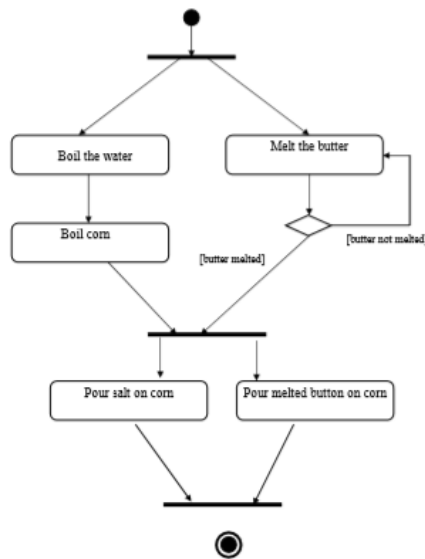 Boil the water
Melt the butter
Boil corn
[butter not melted]
[butter melted]
Pour salt on corn
Pour melted button on corn